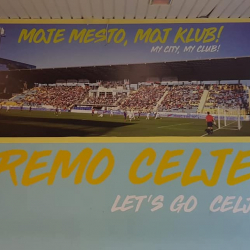 MOJE MESTO, MOJ KLUB!
MY CITY, MY CLUB!
REMO CELJE
LET'S GO CELJ